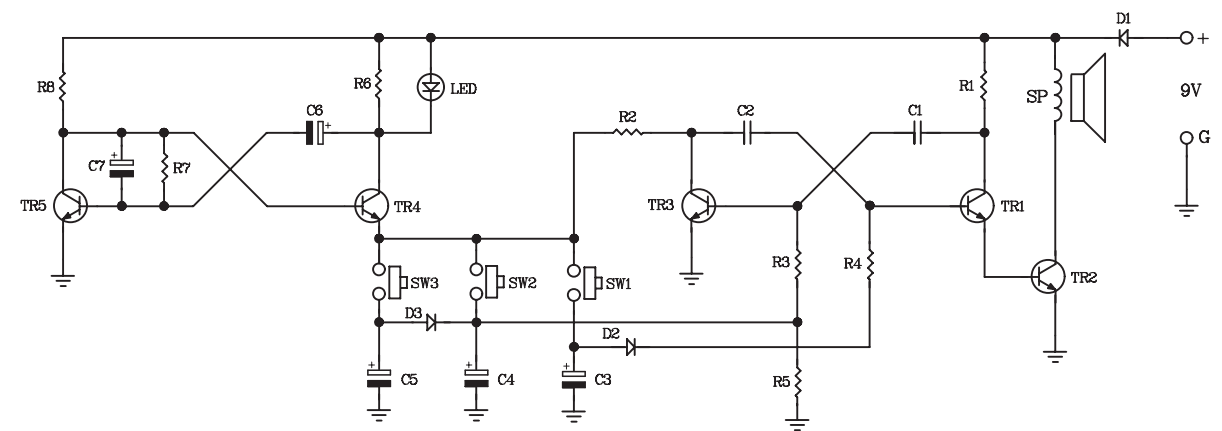 D1
+
R8
R6
LED
R1
SP
9V
C6
+
R2
C2
C1
G
+
C7
R7
TR5
TR4
TR3
TR1
R3
R4
TR2
SW3
SW2
SW1
D3
D2
+
C5
+
C4
+
C3
R5